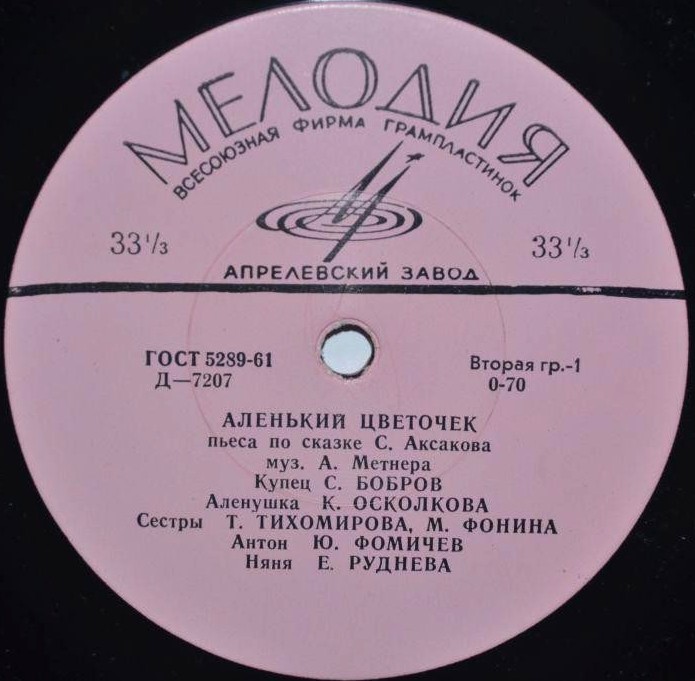 МЕЛОДИЯ
ВСЕСОЮЗНАЯ ФИРМА ГРАМПЛАСТИНОК
33⅓ 33⅓
АПРЕЛЕВСКИЙ ЗАВОД
ГОСТ 5289-61 Вторая гр.-1
Д—7207 0-70
АЛЕНЬКИЙ ЦВЕТОЧЕК
пьеса по сказке С. Аксакова
муз. А. Метнера
Купец С. БОБРОВ
Аленушка К. ОСКОЛКОВА
Сестры Т. ТИХОМИРОВА, М. ФОНИНА
Антон Ю. ФОМИЧЕВ
Няня Е. РУДНЕВА